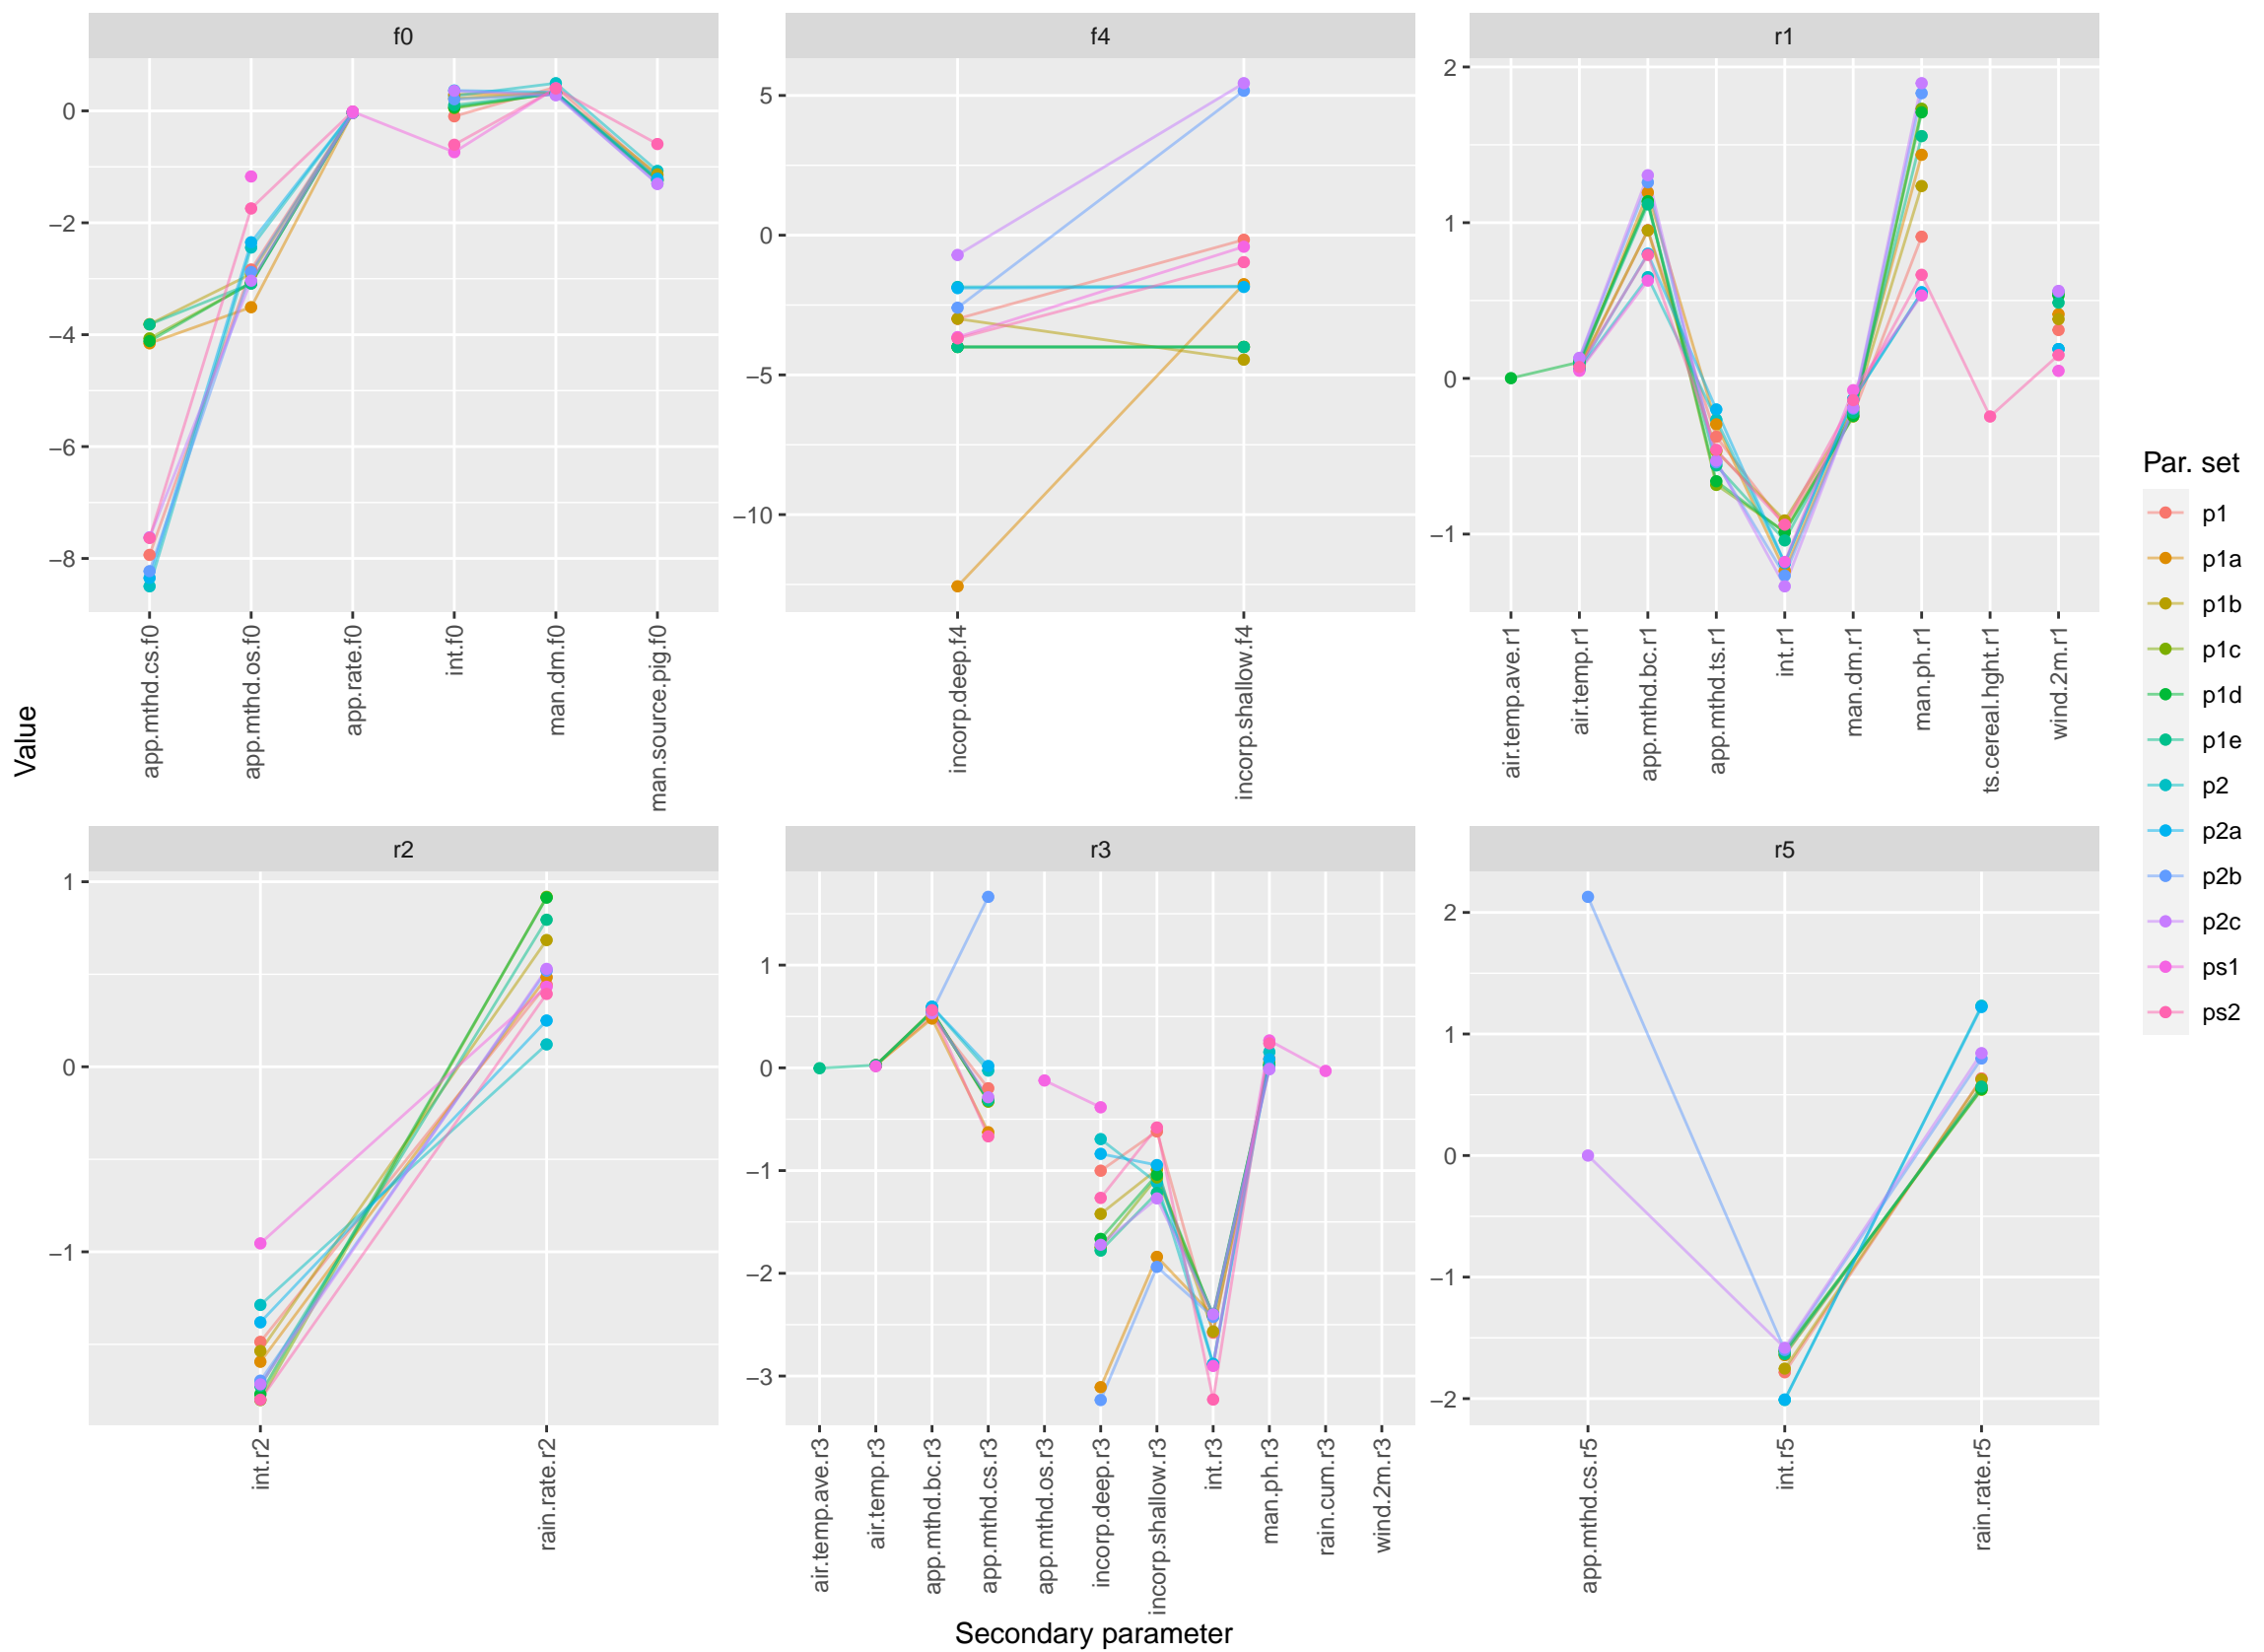 f0
f4
r1
0
−2
−4
−6
−8
5
0
−5
−10
2
1
0
−1
app.mthd.cs.f0
app.mthd.os.f0
app.rate.f0
int.f0
man.dm.f0
man.source.pig.f0
incorp.deep.f4
incorp.shallow.f4
air.temp.ave.r1
air.temp.r1
app.mthd.bc.r1
app.mthd.ts.r1
int.r1
man.dm.r1
man.ph.r1
ts.cereal.hght.r1
wind.2m.r1
Value
r2
r3
r5
1
0
−1
1
0
−1
−2
−3
2
1
0
−1
−2
int.r2
rain.rate.r2
air.temp.ave.r3
air.temp.r3
app.mthd.bc.r3
app.mthd.cs.r3
app.mthd.os.r3
incorp.deep.r3
incorp.shallow.r3
int.r3
man.ph.r3
rain.cum.r3
wind.2m.r3
app.mthd.cs.r5
int.r5
rain.rate.r5
Secondary parameter
Par. set
p1
p1a
p1b
p1c
p1d
p1e
p2
p2a
p2b
p2c
ps1
ps2